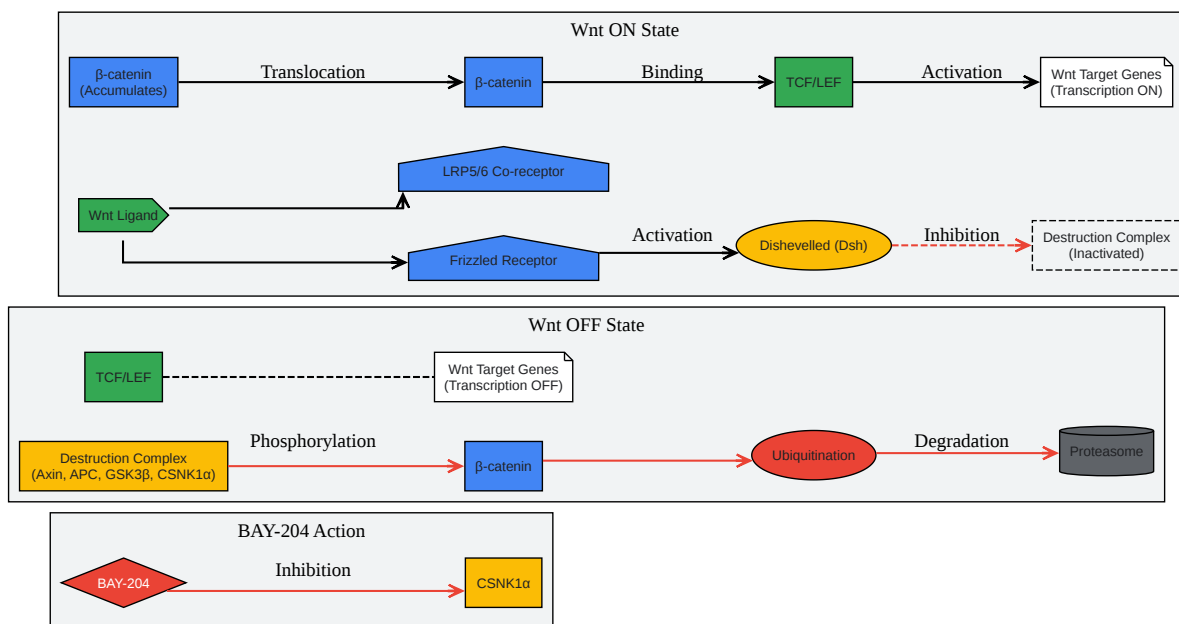 Wnt ON State
β-catenin
(Accumulates)
Translocation
β-catenin
Binding
TCF/LEF
Activation
Wnt Target Genes
(Transcription ON)
LRP5/6 Co-receptor
Wnt Ligand
Frizzled Receptor
Activation
Dishevelled (Dsh)
Inhibition
Destruction Complex
(Inactivated)
Wnt OFF State
TCF/LEF
Wnt Target Genes
(Transcription OFF)
Destruction Complex
(Axin, APC, GSK3β, CSNK1α)
Phosphorylation
β-catenin
Ubiquitination
Degradation
Proteasome
BAY-204 Action
BAY-204
Inhibition
CSNK1α